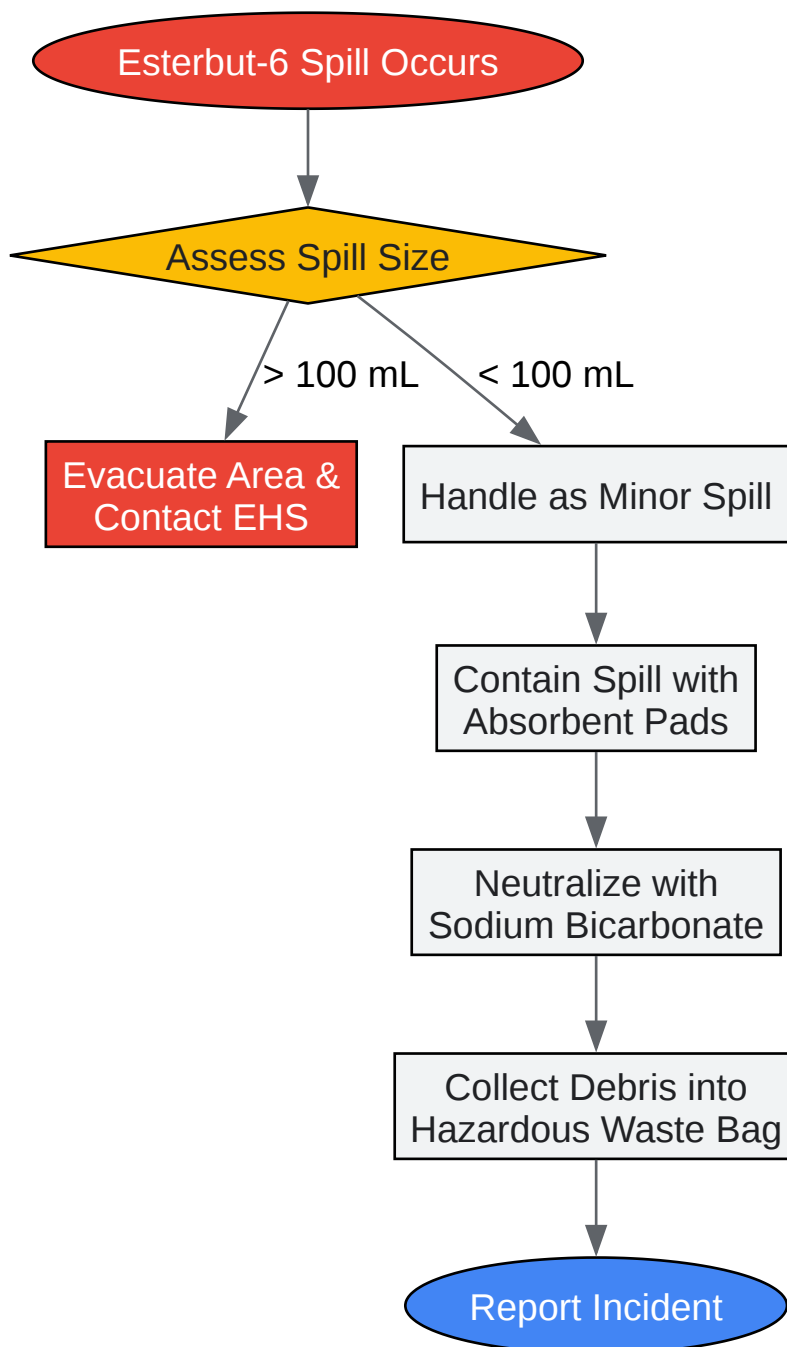 Esterbut-6 Spill Occurs
Assess Spill Size
> 100 mL
< 100 mL
Evacuate Area &
Contact EHS
Handle as Minor Spill
Contain Spill with
Absorbent Pads
Neutralize with
Sodium Bicarbonate
Collect Debris into
Hazardous Waste Bag
Report Incident